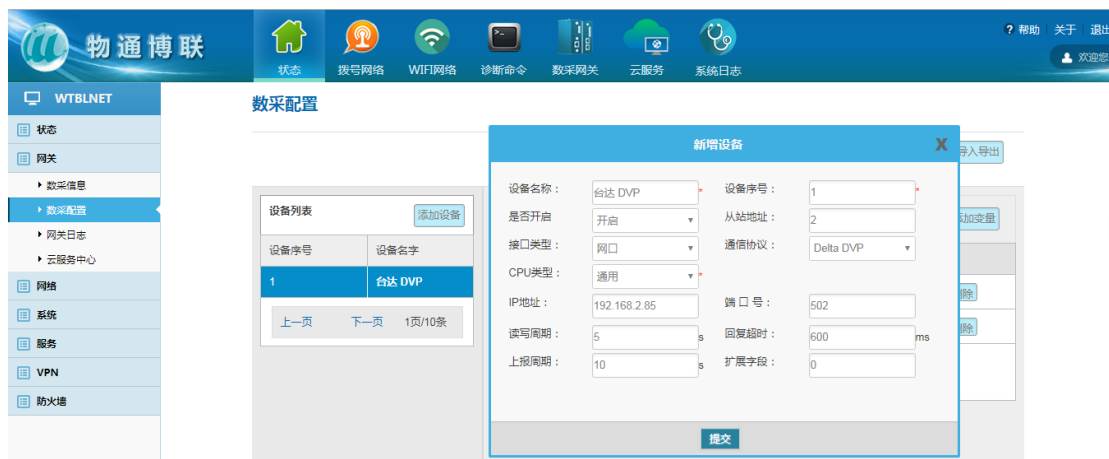 物通博联
状态 拨号网络 WIFI网络 诊断命令 数采网关 云服务 系统日志
? 帮助 关于 退出
欢迎您
WTBLNET
状态
网关
数采信息
数采配置
网关日志
云服务中心
网络
系统
服务
VPN
防火墙
数采配置
导入导出
设备列表 添加设备
设备序号 设备名字
1 台达 DVP
上一页 下一页 1页/10条
加变量
删除
删除
新增设备 X
设备名称： 台达 DVP * 设备序号： 1 *
是否开启 开启 从站地址： 2
接口类型： 网口 通信协议： Delta DVP
CPU类型： 通用 *
IP地址： 192.168.2.85 端 口 号： 502
读写周期： 5 s 回复超时： 600 ms
上报周期： 10 s 扩展字段： 0
提交